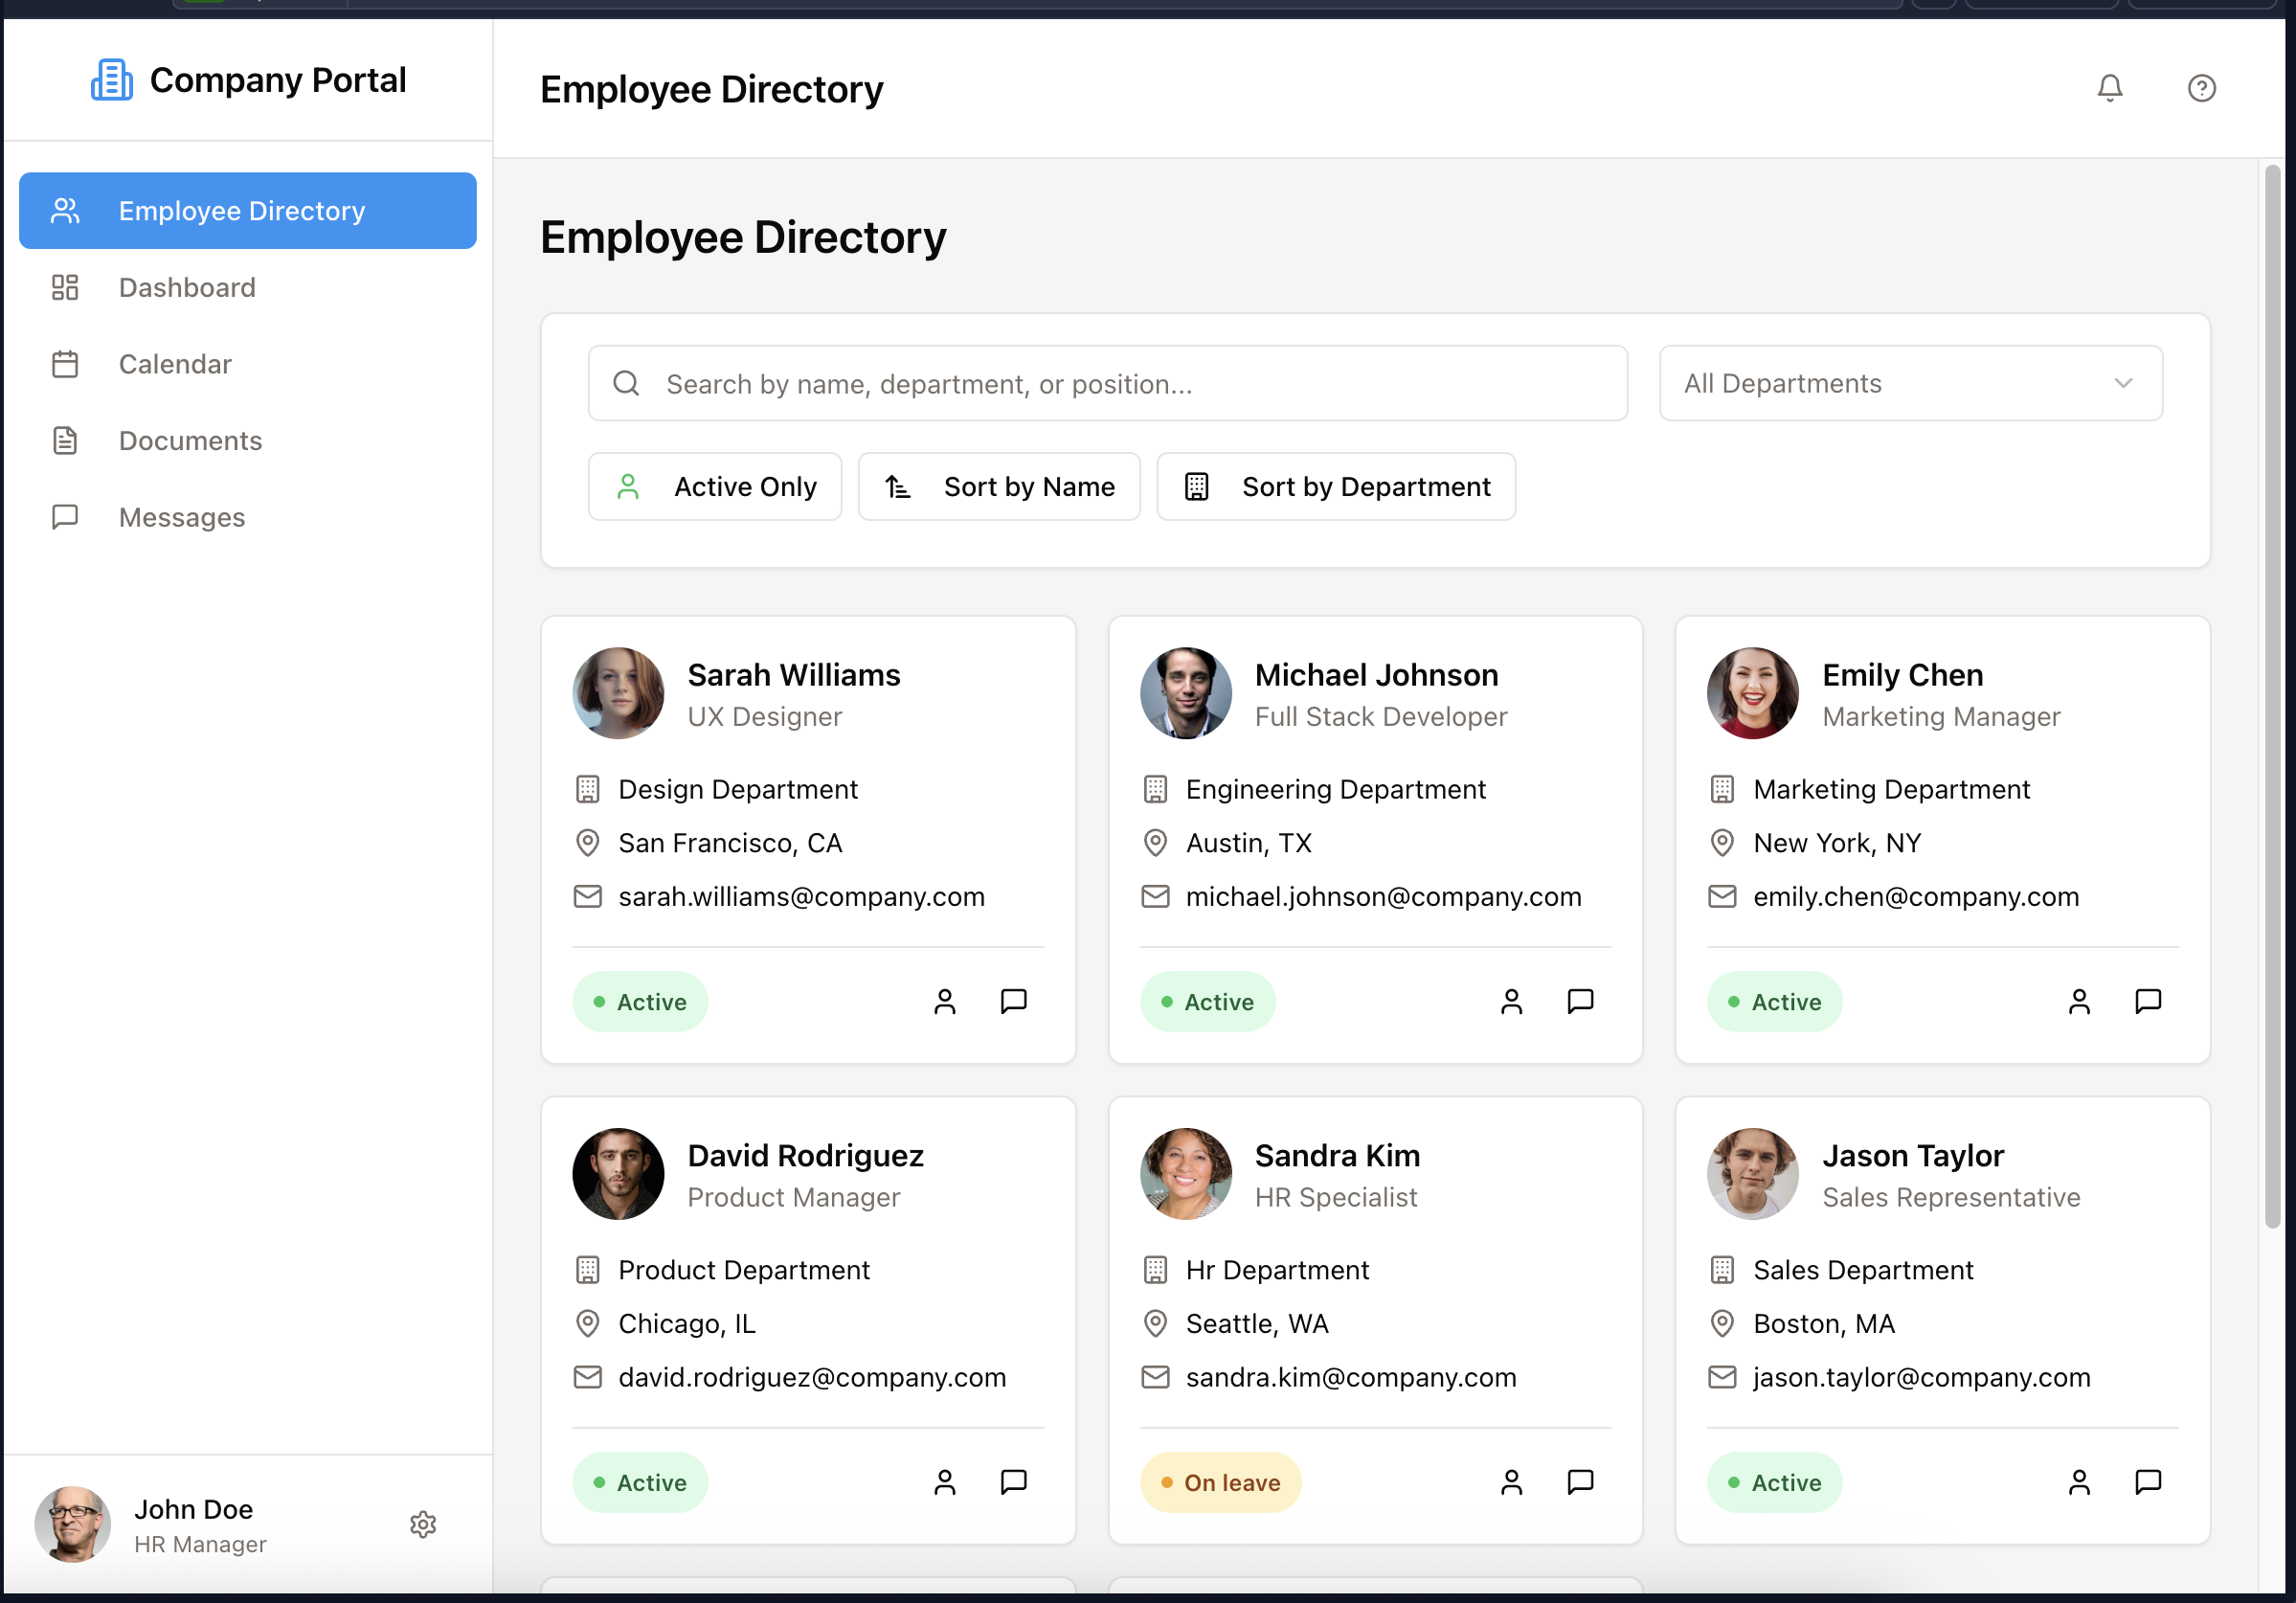 Company Portal
Employee Directory
Employee Directory
Dashboard
Calendar
Documents
Messages
Employee Directory
Search by name, department, or position...
All Departments
Active Only
Sort by Name
Sort by Department
Sarah Williams
UX Designer
Design Department
San Francisco, CA
sarah.williams@company.com
Active
Michael Johnson
Full Stack Developer
Engineering Department
Austin, TX
michael.johnson@company.com
Active
Emily Chen
Marketing Manager
Marketing Department
New York, NY
emily.chen@company.com
Active
David Rodriguez
Product Manager
Product Department
Chicago, IL
david.rodriguez@company.com
Active
Sandra Kim
HR Specialist
Hr Department
Seattle, WA
sandra.kim@company.com
On leave
Jason Taylor
Sales Representative
Sales Department
Boston, MA
jason.taylor@company.com
Active
John Doe
HR Manager